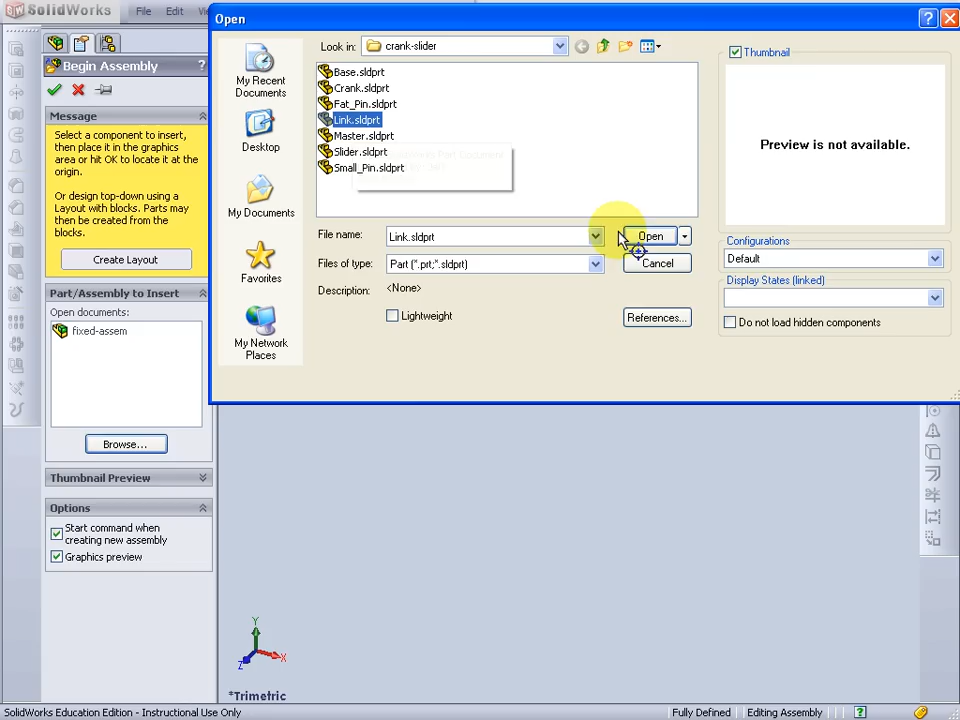 SolidWorks
File Edit
Open
Look in: crank-slider
Begin Assembly ?
Message
Select a component to insert,
then place it in the graphics
area or hit OK to locate it at the
origin.
Or design top-down using a
Layout with blocks. Parts may
then be created from the
blocks.
Create Layout
Part/Assembly to Insert
Open documents:
fixed-assem
Browse...
Thumbnail Preview
Options
Start command when
creating new assembly
Graphics preview
My Recent
Documents
Desktop
My Documents
Favorites
My Network
Places
Base.sldprt
Crank.sldprt
Fat_Pin.sldprt
Link.sldprt
Master.sldprt
Slider.sldprt
Small_Pin.sldprt
File name: Link.sldprt
Open
Files of type: Part (*.prt;*.sldprt)
Cancel
Description: <None>
Lightweight
References...
Thumbnail
Preview is not available.
Configurations
Default
Display States (linked)
Do not load hidden components
Y
Z X
*Trimetric
SolidWorks Education Edition - Instructional Use Only
Fully Defined Editing Assembly ?